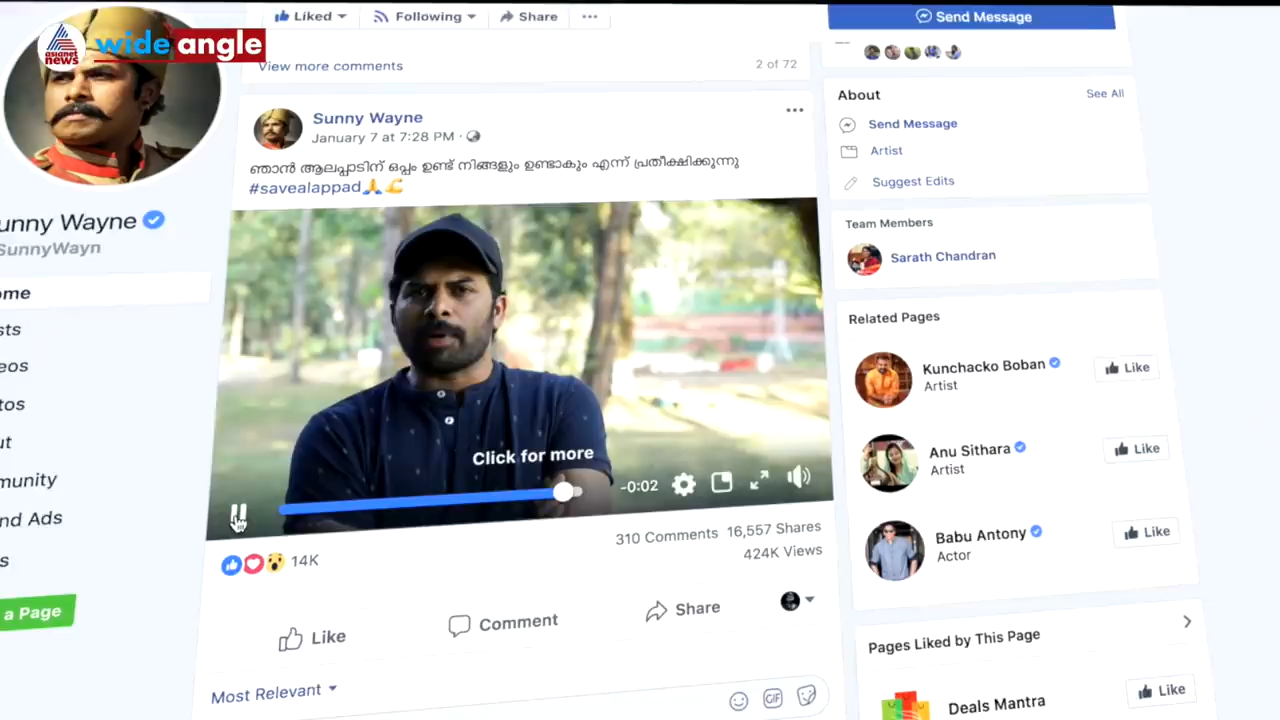 asianet news
wide angle
Liked
Following
Share
Send Message
View more comments
2 of 72
Sunny Wayne
January 7 at 7:28 PM
ഞാൻ ആലപ്പാടിന് ഒപ്പം ഉണ്ട് നിങ്ങളും ഉണ്ടാകും എന്ന് പ്രതീക്ഷിക്കുന്നു
#savealappad🙏💪
unny Wayne
SunnyWayn
ome
sts
eos
tos
ut
munity
nd Ads
s
a Page
Click for more
-0:02
14K
310 Comments 16,557 Shares
424K Views
Like
Comment
Share
Most Relevant
GIF
About
See All
Send Message
Artist
Suggest Edits
Team Members
Sarath Chandran
Related Pages
Kunchacko Boban
Artist
Like
Anu Sithara
Artist
Like
Babu Antony
Actor
Like
Pages Liked by This Page
Deals Mantra
Like